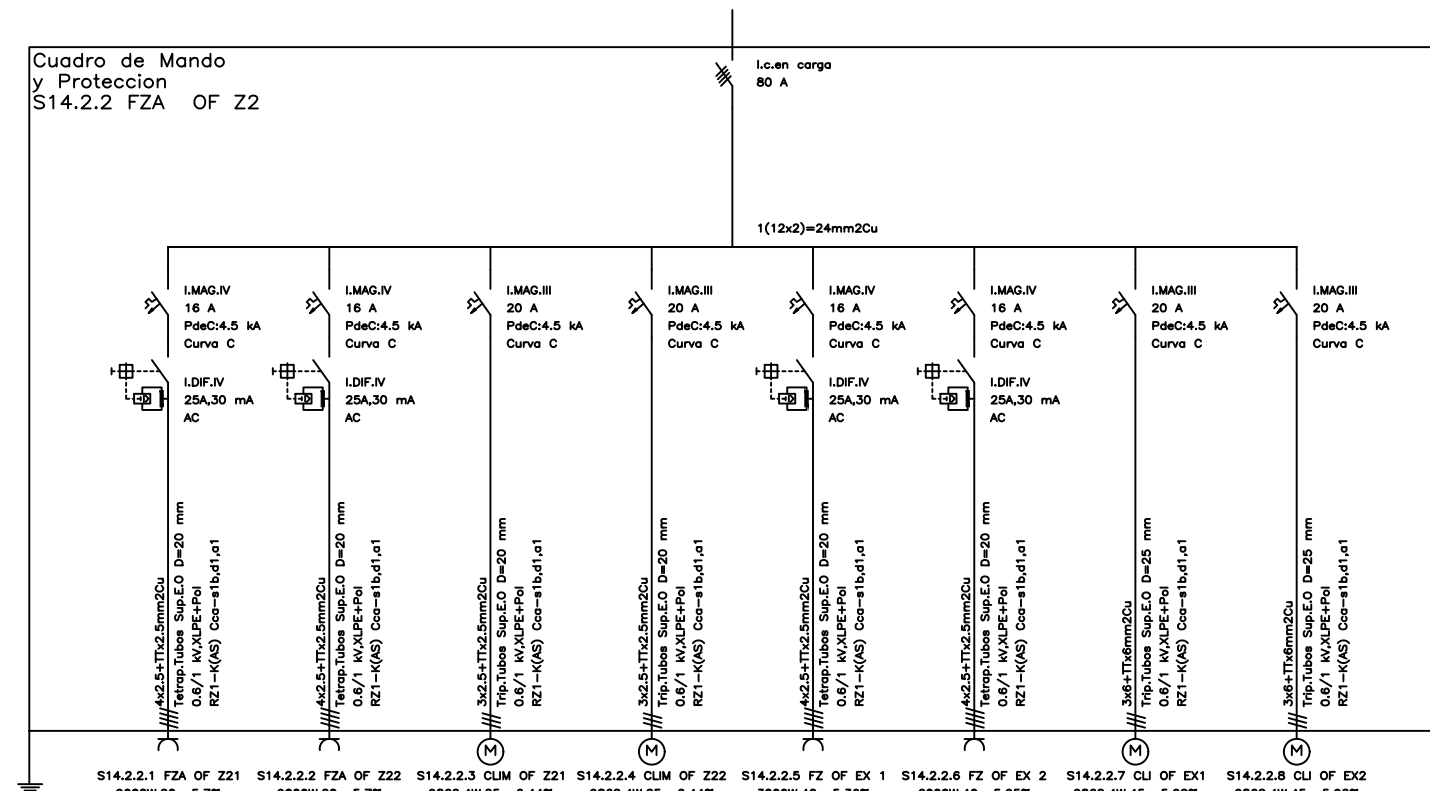 Cuadro de Mando
y Proteccion
S14.2.2 FZA OF Z2
I.c.en carga
80 A
1(12x2)=24mm2Cu
I.MAG.IV
16 A
PdeC:4.5 kA
Curva C
I.DIF.IV
25A,30 mA
AC
4x2.5+TTx2.5mm2Cu
Tetrap.Tubos Sup.E.O D=20 mm
0.6/1 kV,XLPE+Pol
RZ1-K(AS) Cca-s1b,d1,a1
S14.2.2.1 FZA OF Z21
I.MAG.IV
16 A
PdeC:4.5 kA
Curva C
I.DIF.IV
25A,30 mA
AC
4x2.5+TTx2.5mm2Cu
Tetrap.Tubos Sup.E.O D=20 mm
0.6/1 kV,XLPE+Pol
RZ1-K(AS) Cca-s1b,d1,a1
S14.2.2.2 FZA OF Z22
I.MAG.III
20 A
PdeC:4.5 kA
Curva C
3x2.5+TTx2.5mm2Cu
Trip.Tubos Sup.E.O D=20 mm
0.6/1 kV,XLPE+Pol
RZ1-K(AS) Cca-s1b,d1,a1
M
S14.2.2.3 CLIM OF Z21
I.MAG.III
20 A
PdeC:4.5 kA
Curva C
3x2.5+TTx2.5mm2Cu
Trip.Tubos Sup.E.O D=20 mm
0.6/1 kV,XLPE+Pol
RZ1-K(AS) Cca-s1b,d1,a1
M
S14.2.2.4 CLIM OF Z22
I.MAG.IV
16 A
PdeC:4.5 kA
Curva C
I.DIF.IV
25A,30 mA
AC
4x2.5+TTx2.5mm2Cu
Tetrap.Tubos Sup.E.O D=20 mm
0.6/1 kV,XLPE+Pol
RZ1-K(AS) Cca-s1b,d1,a1
S14.2.2.5 FZ OF EX 1
I.MAG.IV
16 A
PdeC:4.5 kA
Curva C
I.DIF.IV
25A,30 mA
AC
4x2.5+TTx2.5mm2Cu
Tetrap.Tubos Sup.E.O D=20 mm
0.6/1 kV,XLPE+Pol
RZ1-K(AS) Cca-s1b,d1,a1
S14.2.2.6 FZ OF EX 2
I.MAG.III
20 A
PdeC:4.5 kA
Curva C
3x6+TTx6mm2Cu
Trip.Tubos Sup.E.O D=25 mm
0.6/1 kV,XLPE+Pol
RZ1-K(AS) Cca-s1b,d1,a1
M
S14.2.2.7 CLI OF EX1
I.MAG.III
20 A
PdeC:4.5 kA
Curva C
3x6+TTx6mm2Cu
Trip.Tubos Sup.E.O D=25 mm
0.6/1 kV,XLPE+Pol
RZ1-K(AS) Cca-s1b,d1,a1
M
S14.2.2.8 CLI OF EX2